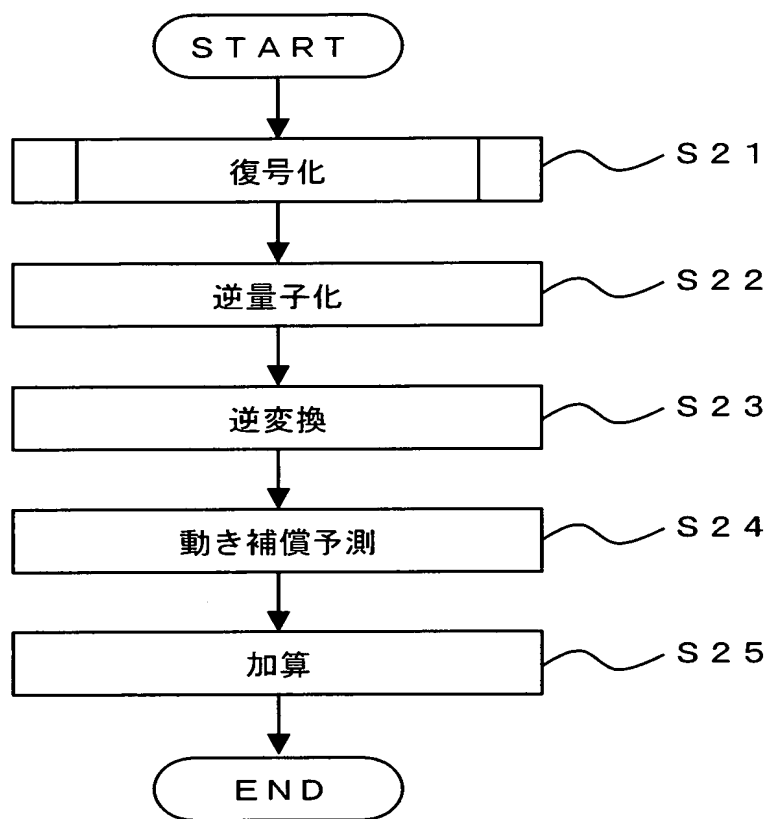 START
復号化
S21
逆量子化
S22
逆変換
S23
動き補償予測
S24
加算
S25
END